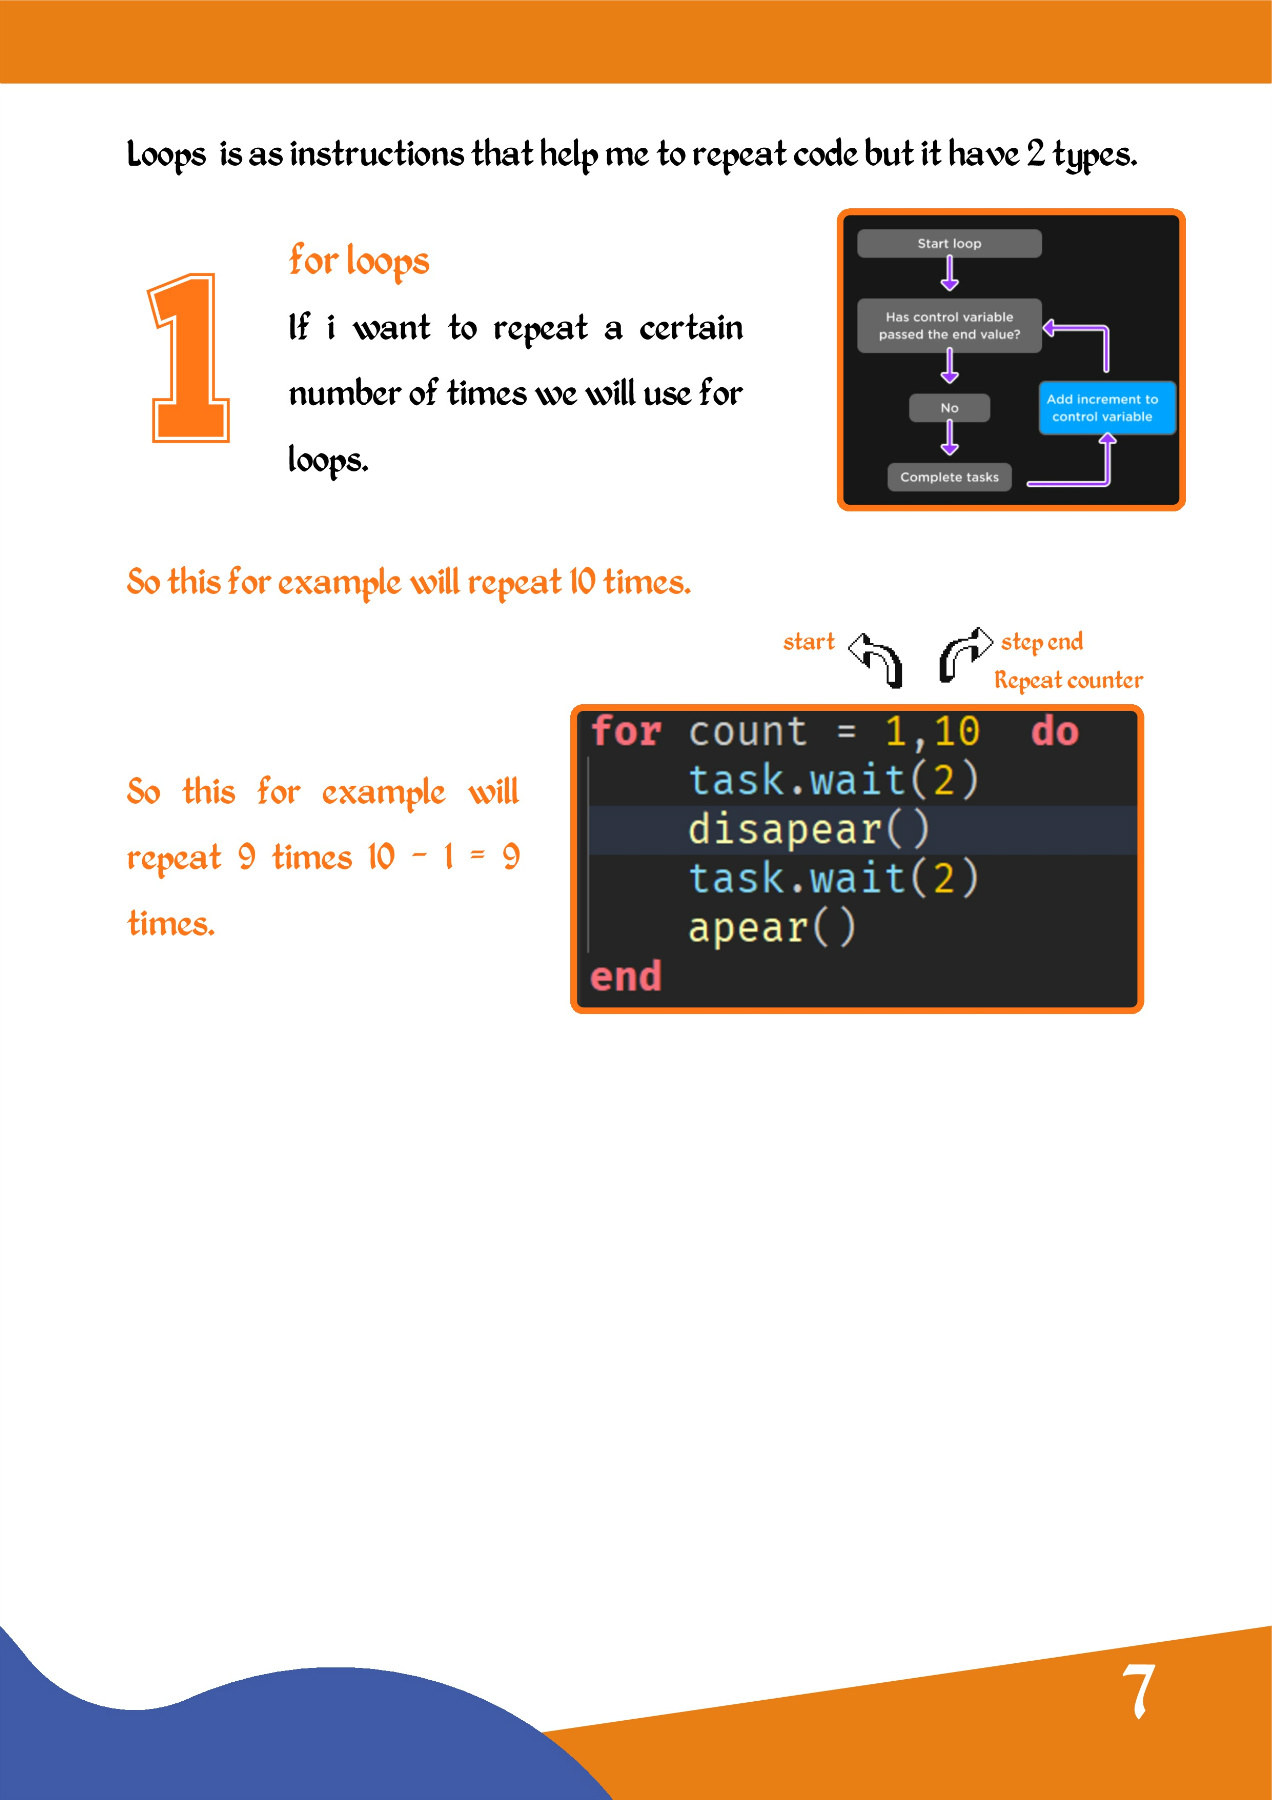 Loops is as instructions that help me to repeat code but it have 2 types.
1
for loops
If i want to repeat a certain
number of times we will use for
loops.
Start loop
Has control variable
passed the end value?
No
Add increment to
control variable
Complete tasks
So this for example will repeat 10 times.
start
step end
Repeat counter
So this for example will
repeat 9 times 10 - 1 = 9
times.
for count = 1,10 do
task.wait(2)
disapear()
task.wait(2)
apear()
end
7